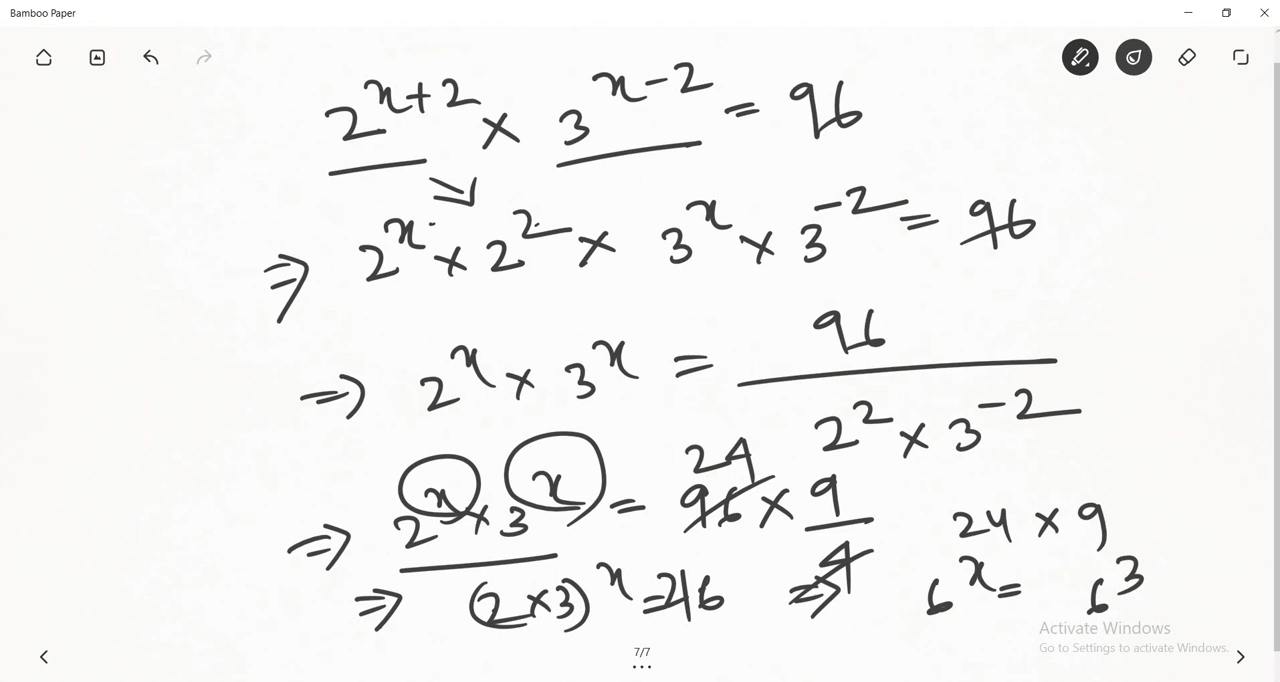 Bamboo Paper
2^{x+2} × 3^{x-2} = 96
⇒ 2^x × 2^2 × 3^x × 3^{-2} = 96
⇒ 2^x × 3^x = \frac{96}{2^2 × 3^{-2}}
24
⇒ 2^x × 3^x = 96 × \frac{9}{4}
24 × 9
⇒ (2×3)^x = 216 ⇒ 6^x = 6^3
Activate Windows
Go to Settings to activate Windows.
7/7